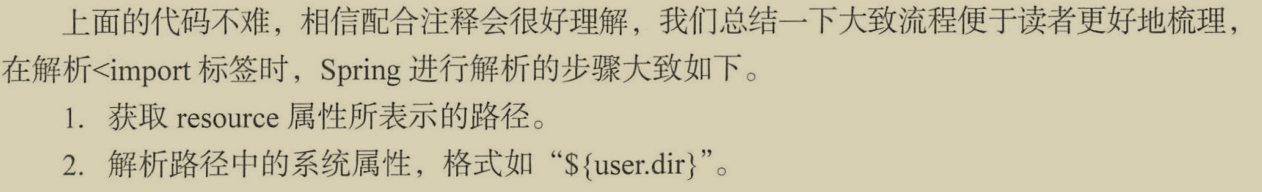 上面的代码不难，相信配合注释会很好理解，我们总结一下大致流程便于读者更好地梳理，
在解析<import 标签时，Spring 进行解析的步骤大致如下。
1. 获取 resource 属性所表示的路径。
2. 解析路径中的系统属性，格式如“${user.dir}”。